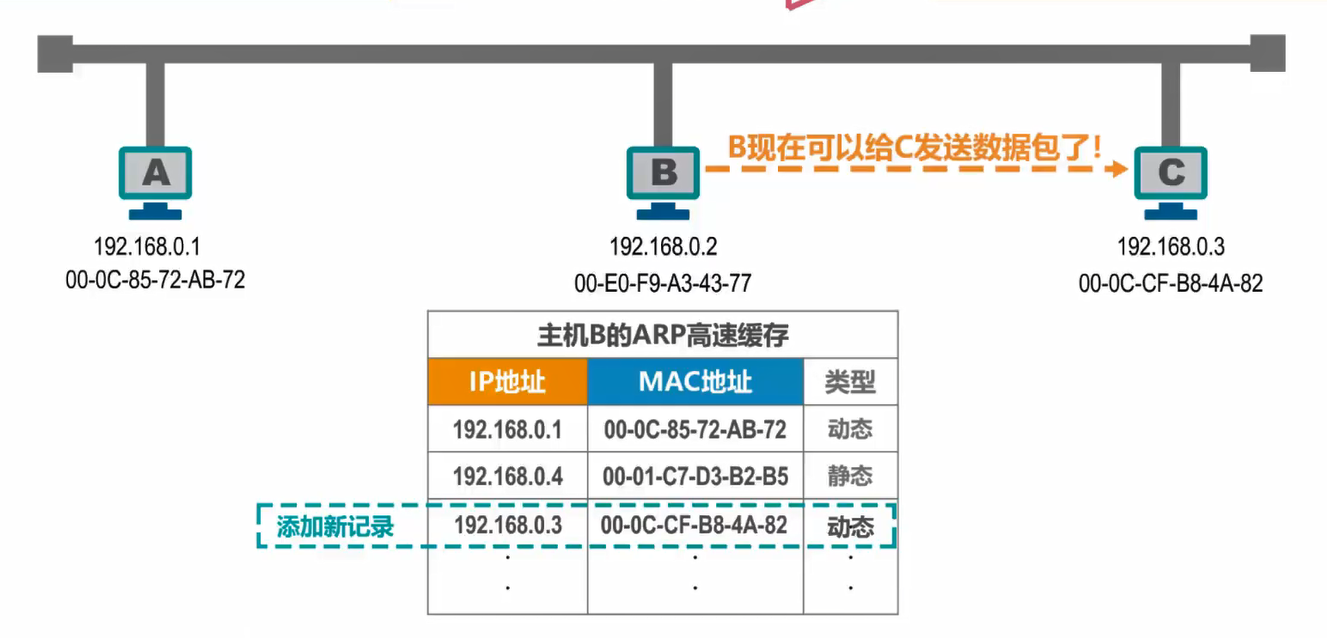 B现在可以给C发送数据包了!
A
B
C
192.168.0.1
192.168.0.2
192.168.0.3
00-0C-85-72-AB-72
00-E0-F9-A3-43-77
00-0C-CF-B8-4A-82
主机B的ARP高速缓存
IP地址 MAC地址 类型
192.168.0.1 00-0C-85-72-AB-72 动态
192.168.0.4 00-01-C7-D3-B2-B5 静态
添加新记录 192.168.0.3 00-0C-CF-B8-4A-82 动态